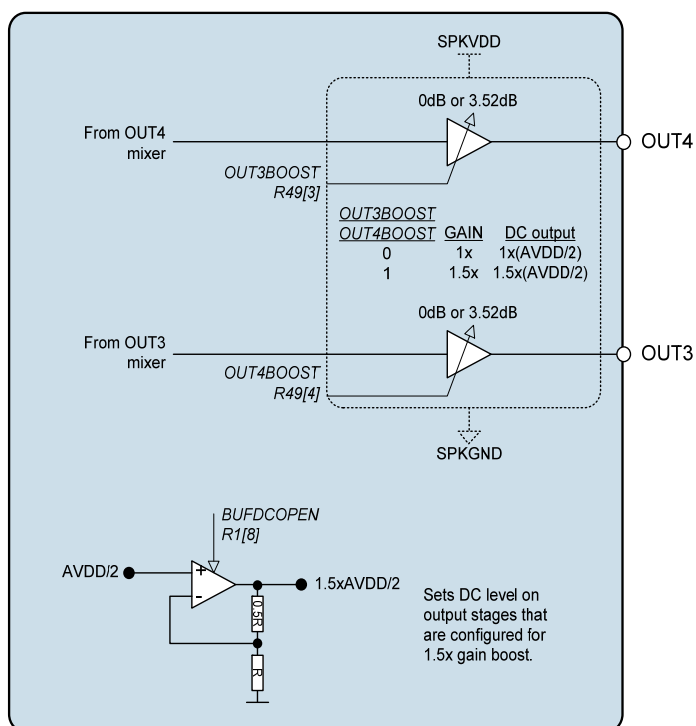 SPKVDD
0dB or 3.52dB
From OUT4
mixer
OUT4
OUT3BOOST
R49[3]
OUT3BOOST
OUT4BOOST GAIN DC output
0 1x 1x(AVDD/2)
1 1.5x 1.5x(AVDD/2)
0dB or 3.52dB
From OUT3
mixer
OUT3
OUT4BOOST
R49[4]
SPKGND
BUFDCOPEN
R1[8]
AVDD/2
+
-
1.5xAVDD/2
0.5R
R
Sets DC level on
output stages that
are configured for
1.5x gain boost.